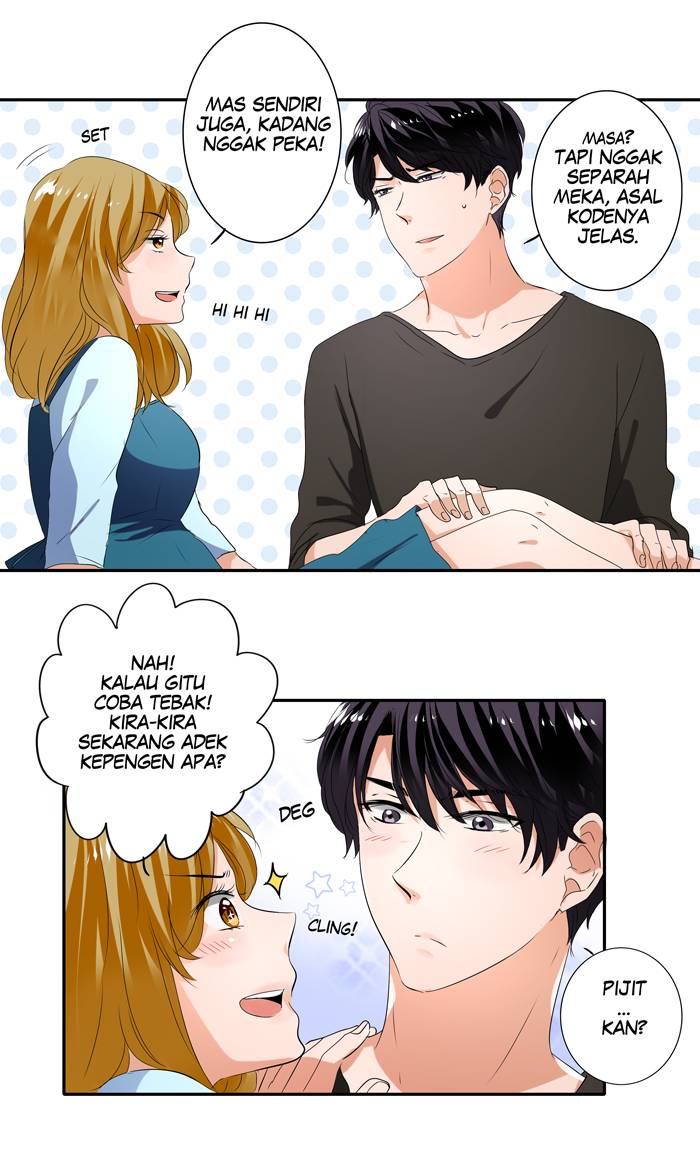 SET
MAS SENDIRI
JUGA, KADANG
NGGAK PEKA!
MASA?
TAPI NGGAK
SEPARAH
MEKA, ASAL
KODENYA
JELAS.
HI HI HI
NAH!
KALAU GITU
COBA TEBAK!
KIRA-KIRA
SEKARANG ADEK
KEPENGEN APA?
DEG
CLING!
PIJIT
...
KAN?